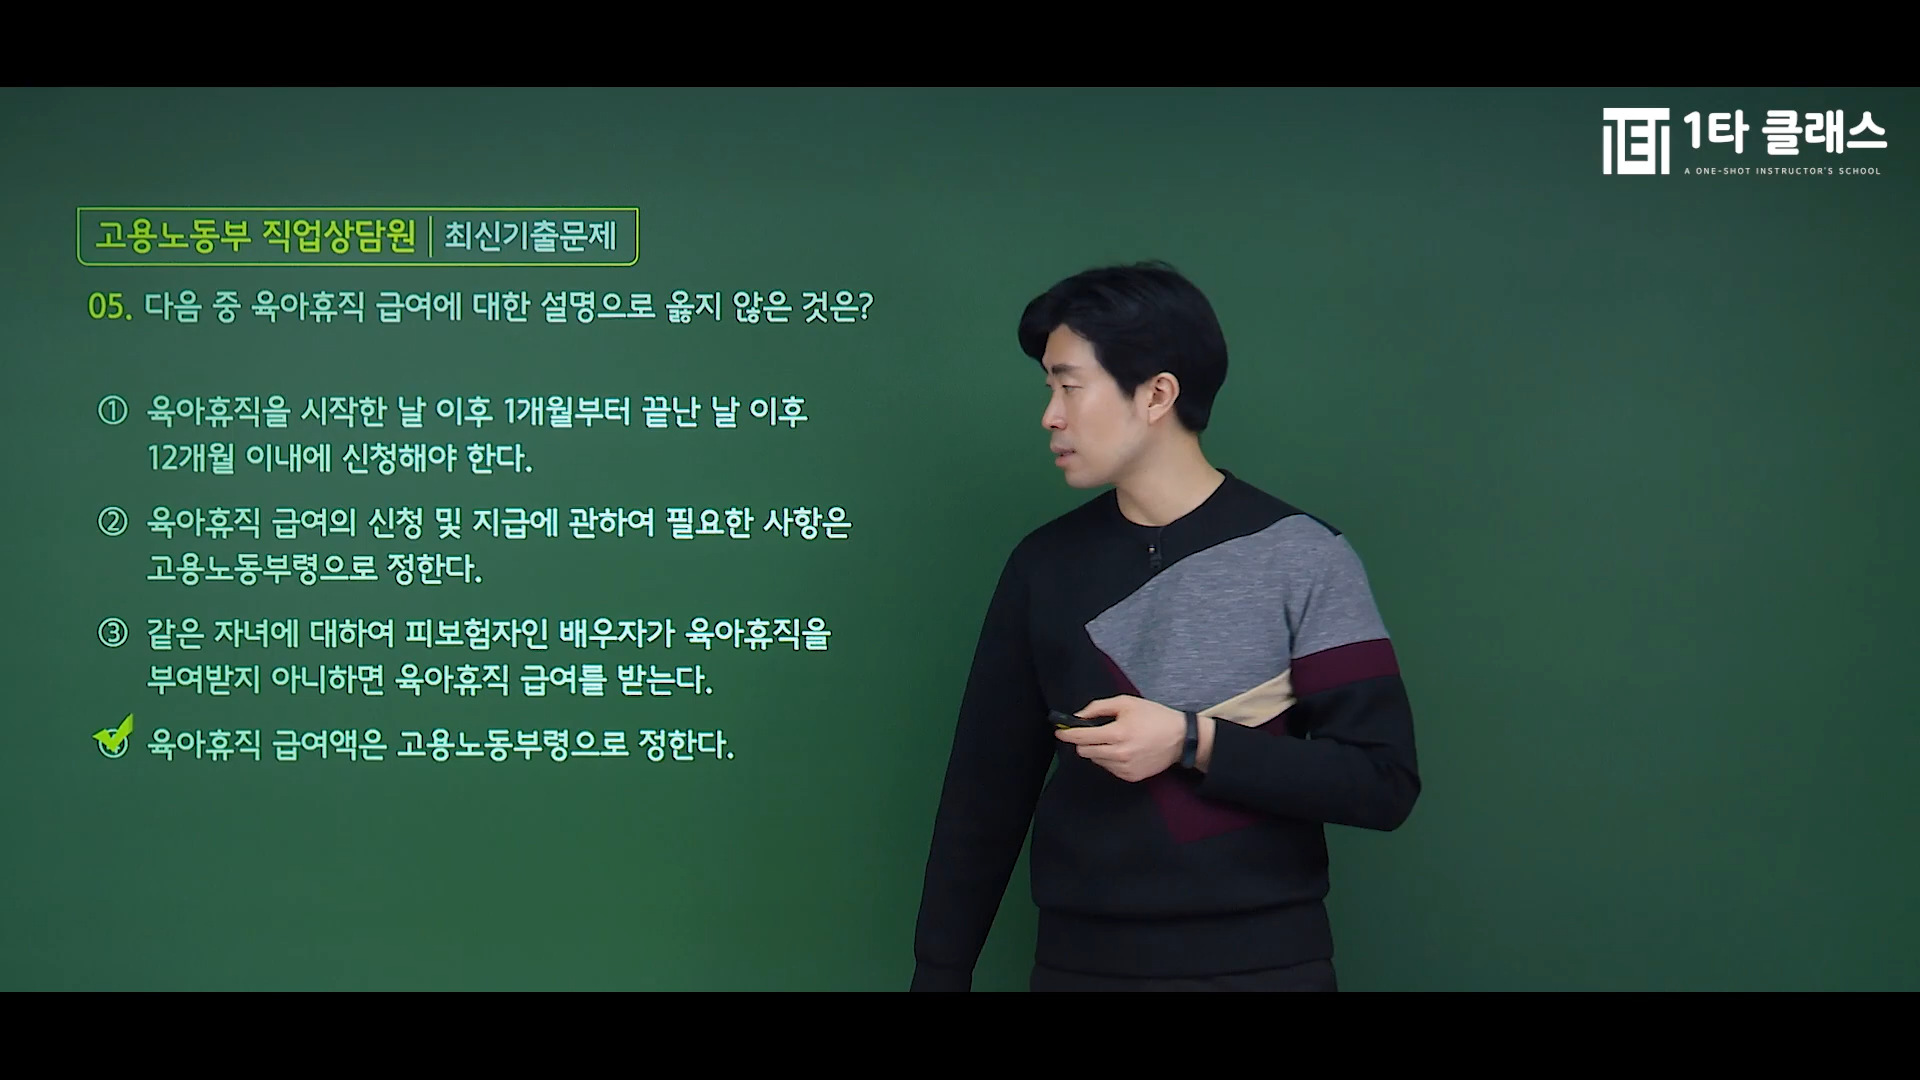 1타 클래스
A ONE-SHOT INSTRUCTOR'S SCHOOL
고용노동부 직업상담원 | 최신기출문제
05. 다음 중 육아휴직 급여에 대한 설명으로 옳지 않은 것은?
① 육아휴직을 시작한 날 이후 1개월부터 끝난 날 이후
12개월 이내에 신청해야 한다.
② 육아휴직 급여의 신청 및 지급에 관하여 필요한 사항은
고용노동부령으로 정한다.
③ 같은 자녀에 대하여 피보험자인 배우자가 육아휴직을
부여받지 아니하면 육아휴직 급여를 받는다.
육아휴직 급여액은 고용노동부령으로 정한다.